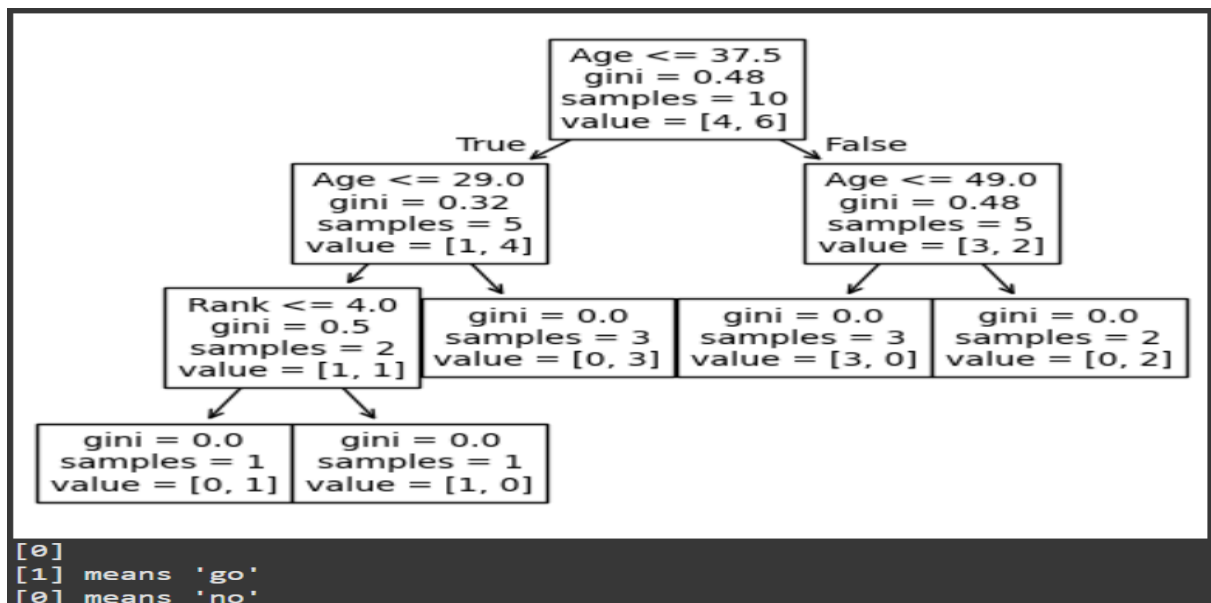 Age <= 37.5
gini = 0.48
samples = 10
value = [4, 6]
True
False
Age <= 29.0
gini = 0.32
samples = 5
value = [1, 4]
Age <= 49.0
gini = 0.48
samples = 5
value = [3, 2]
Rank <= 4.0
gini = 0.5
samples = 2
value = [1, 1]
gini = 0.0
samples = 3
value = [0, 3]
gini = 0.0
samples = 3
value = [3, 0]
gini = 0.0
samples = 2
value = [0, 2]
gini = 0.0
samples = 1
value = [0, 1]
gini = 0.0
samples = 1
value = [1, 0]
[0]
[1] means 'go'
[0] means 'no'